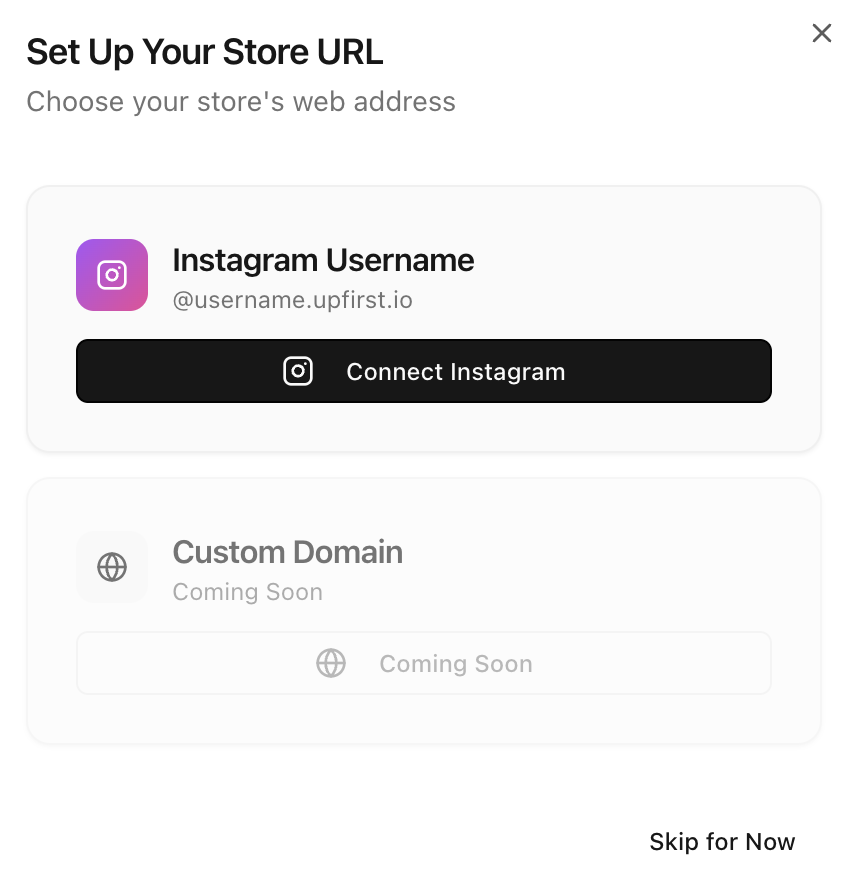 Set Up Your Store URL
Choose your store's web address
Instagram Username
@username.upfirst.io
Connect Instagram
Custom Domain
Coming Soon
Coming Soon
Skip for Now